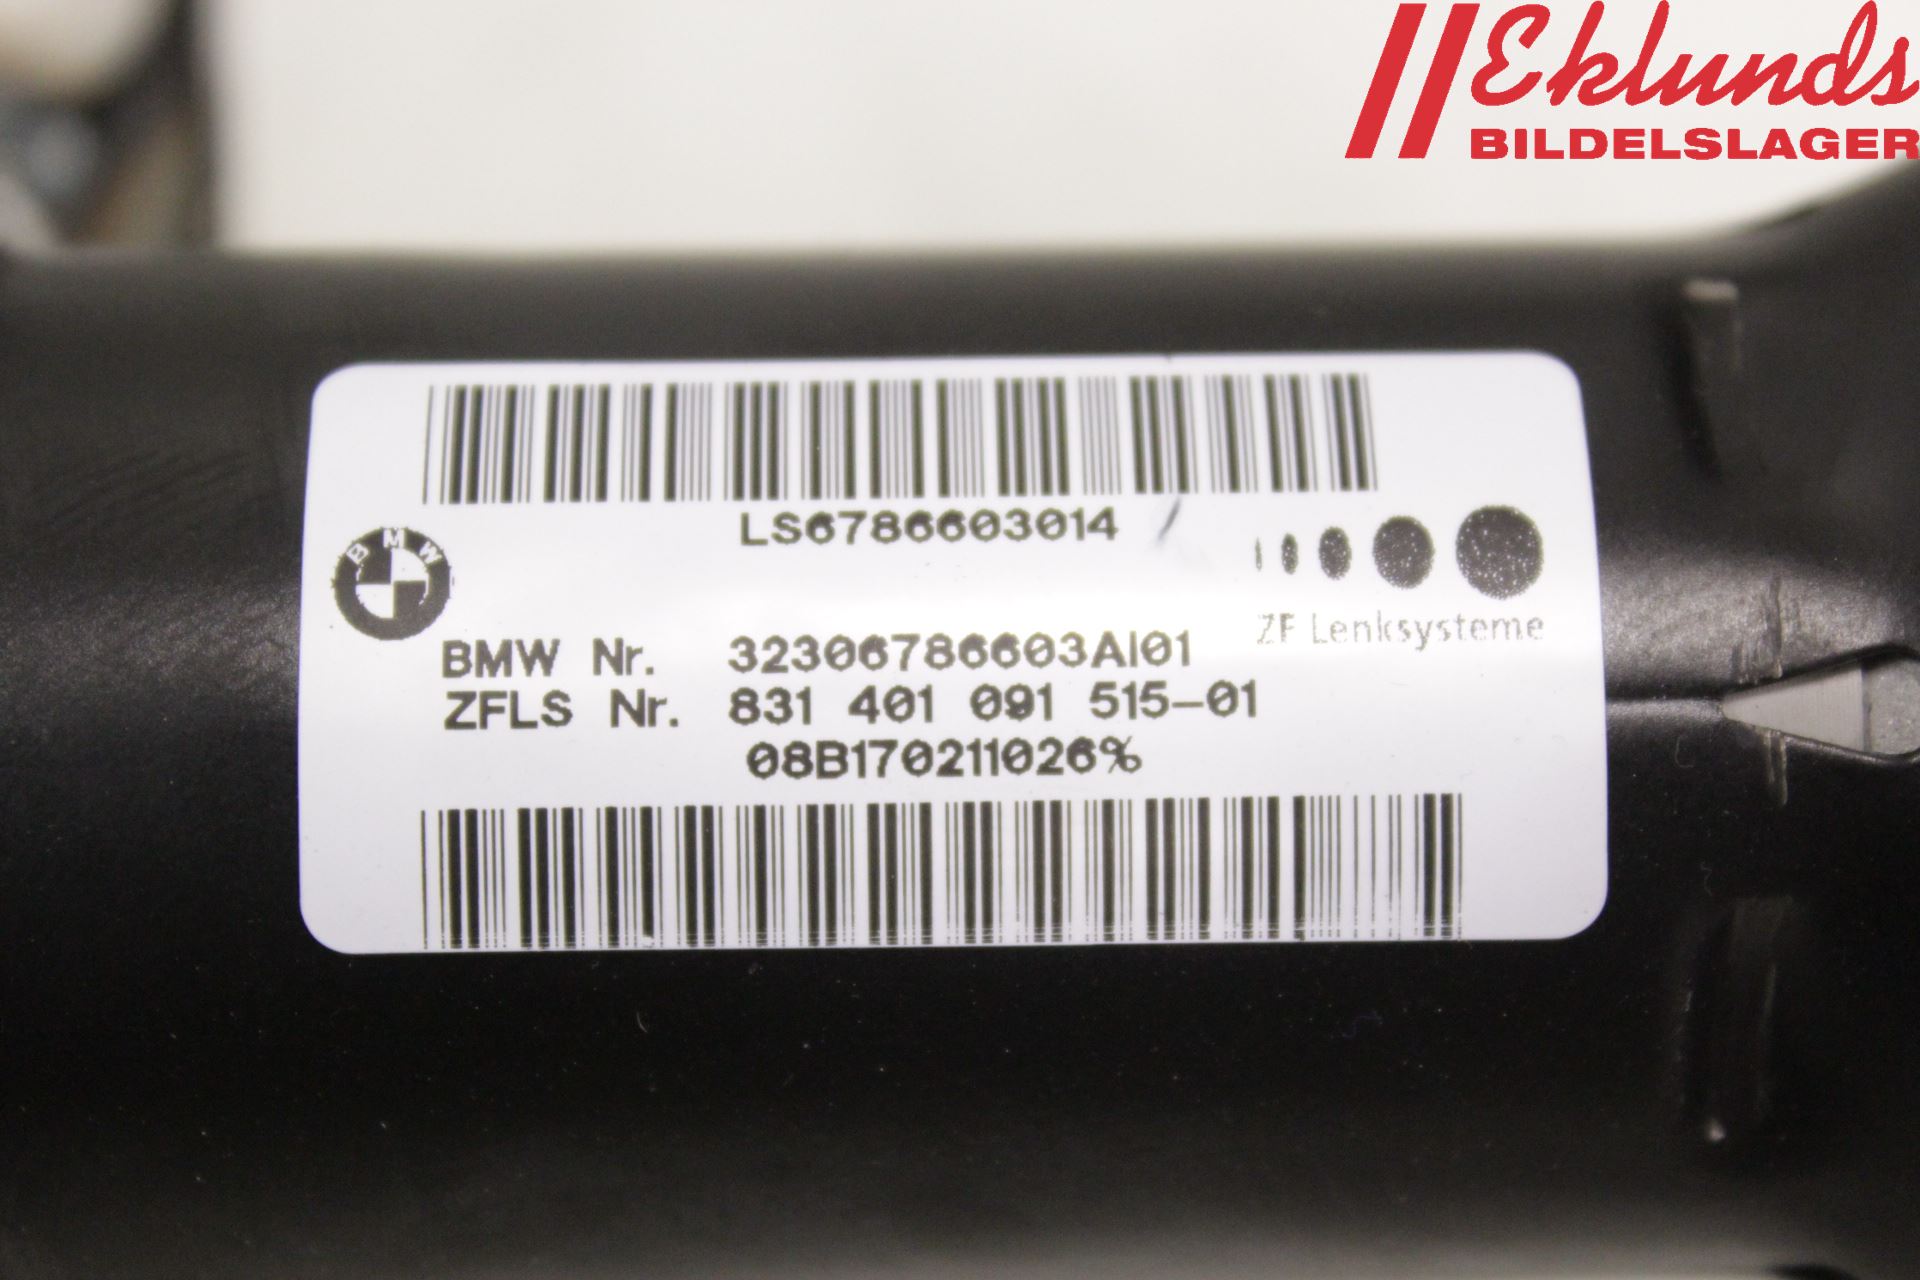 Eklunds
BILDELSLAGER
LS6786603014
BMW
ZF Lenksysteme
BMW Nr. 32306786603AI01
ZFLS Nr. 831 401 091 515-01
08B170211026%